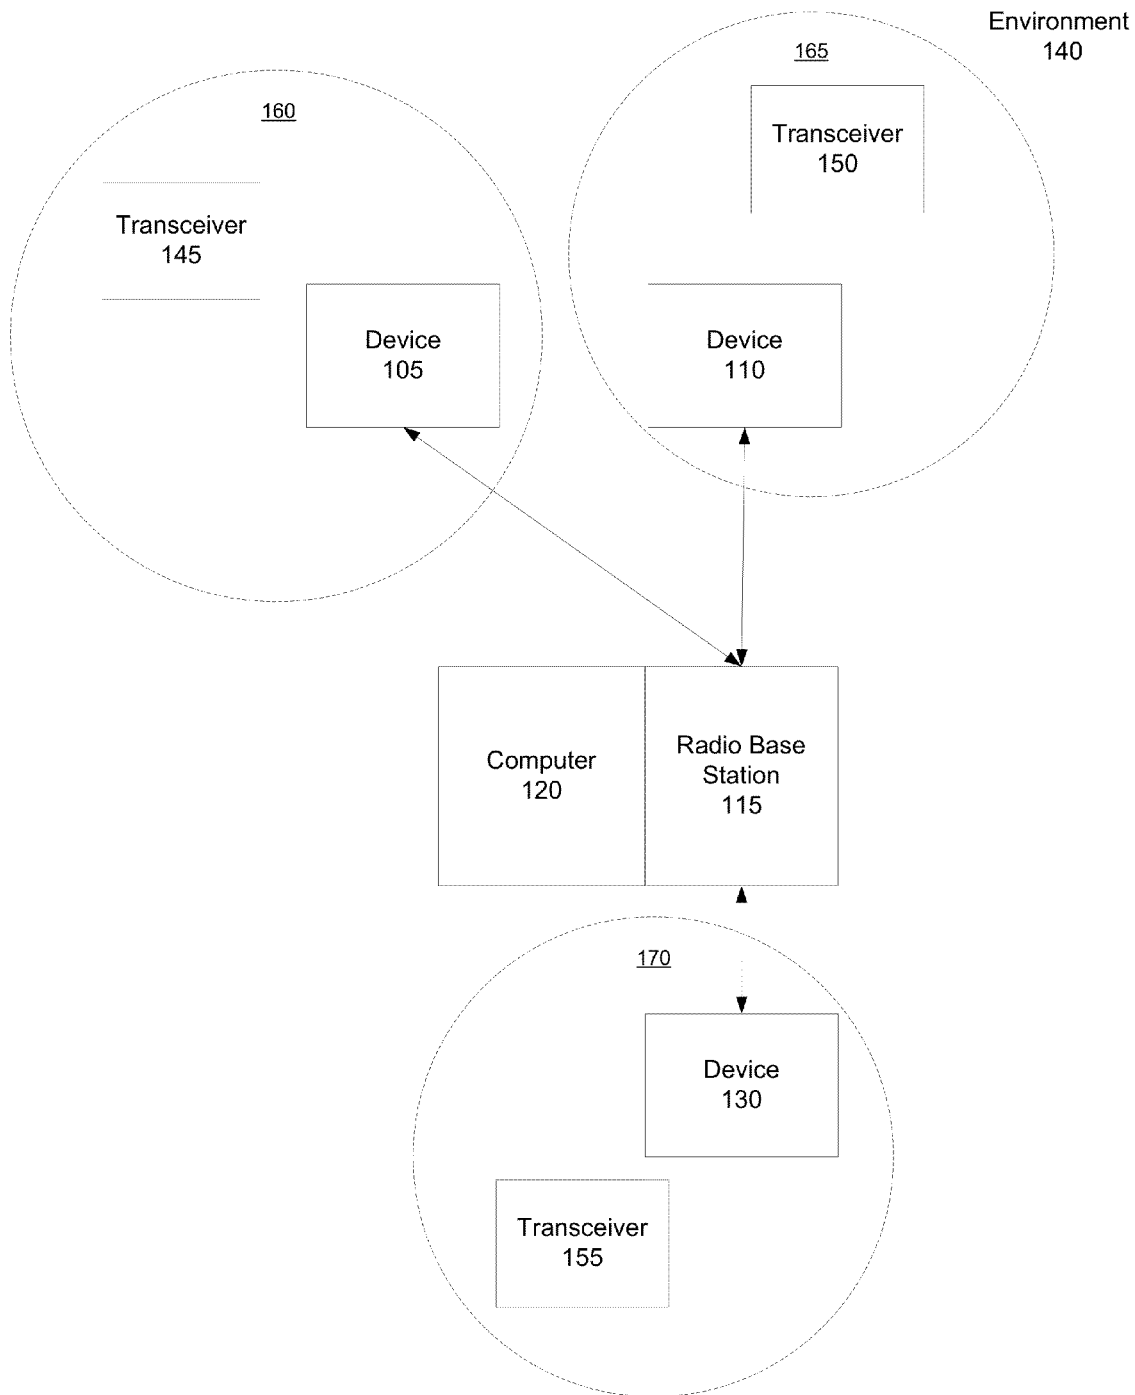 Environment
140
165
Transceiver
150
160
Transceiver
145
Device
105
Device
110
Computer
120
Radio Base
Station
115
170
Device
130
Transceiver
155